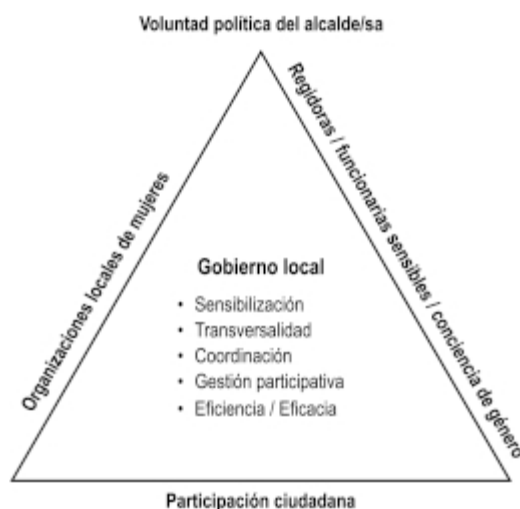 Voluntad política del alcalde/sa
Organizaciones locales de mujeres
Regidoras / funcionarias sensibles / conciencia de género
Gobierno local
• Sensibilización
• Transversalidad
• Coordinación
• Gestión participativa
• Eficiencia / Eficacia
Participación ciudadana